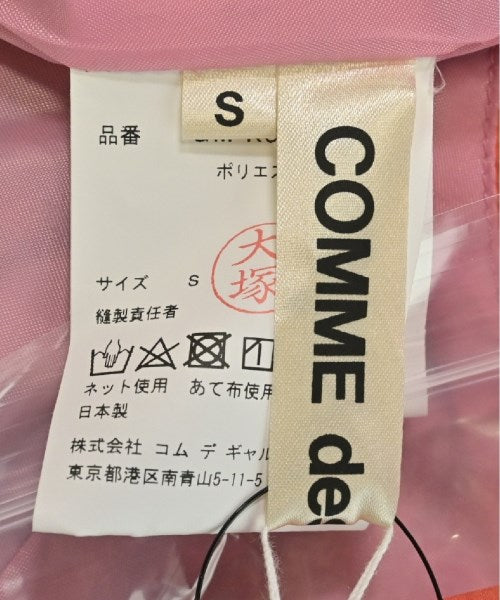 S
COMME des
品番
ポリエス
大塚
サイズ S
縫製責任者
ネット使用 あて布使用
日本製
株式会社 コム デ ギャル
東京都港区南青山5-11-5